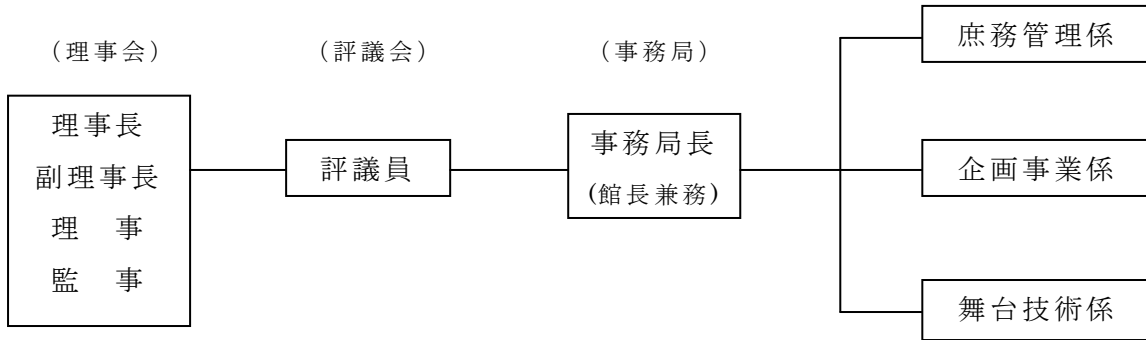 （理事会）
理事長
副理事長
理　事
監　事
（評議会）
評議員
（事務局）
事務局長
(館長兼務)
庶務管理係
企画事業係
舞台技術係